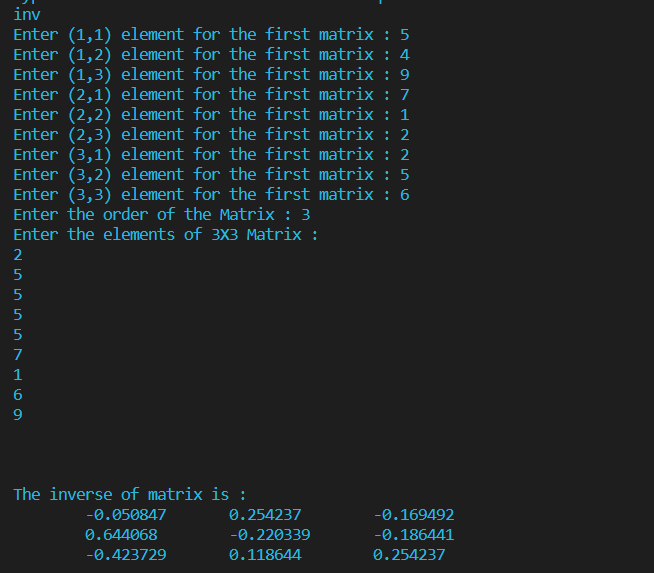 inv
Enter (1,1) element for the first matrix : 5
Enter (1,2) element for the first matrix : 4
Enter (1,3) element for the first matrix : 9
Enter (2,1) element for the first matrix : 7
Enter (2,2) element for the first matrix : 1
Enter (2,3) element for the first matrix : 2
Enter (3,1) element for the first matrix : 2
Enter (3,2) element for the first matrix : 5
Enter (3,3) element for the first matrix : 6
Enter the order of the Matrix : 3
Enter the elements of 3X3 Matrix :
2
5
5
5
5
7
1
6
9
The inverse of matrix is :
-0.050847 0.254237 -0.169492
0.644068 -0.220339 -0.186441
-0.423729 0.118644 0.254237